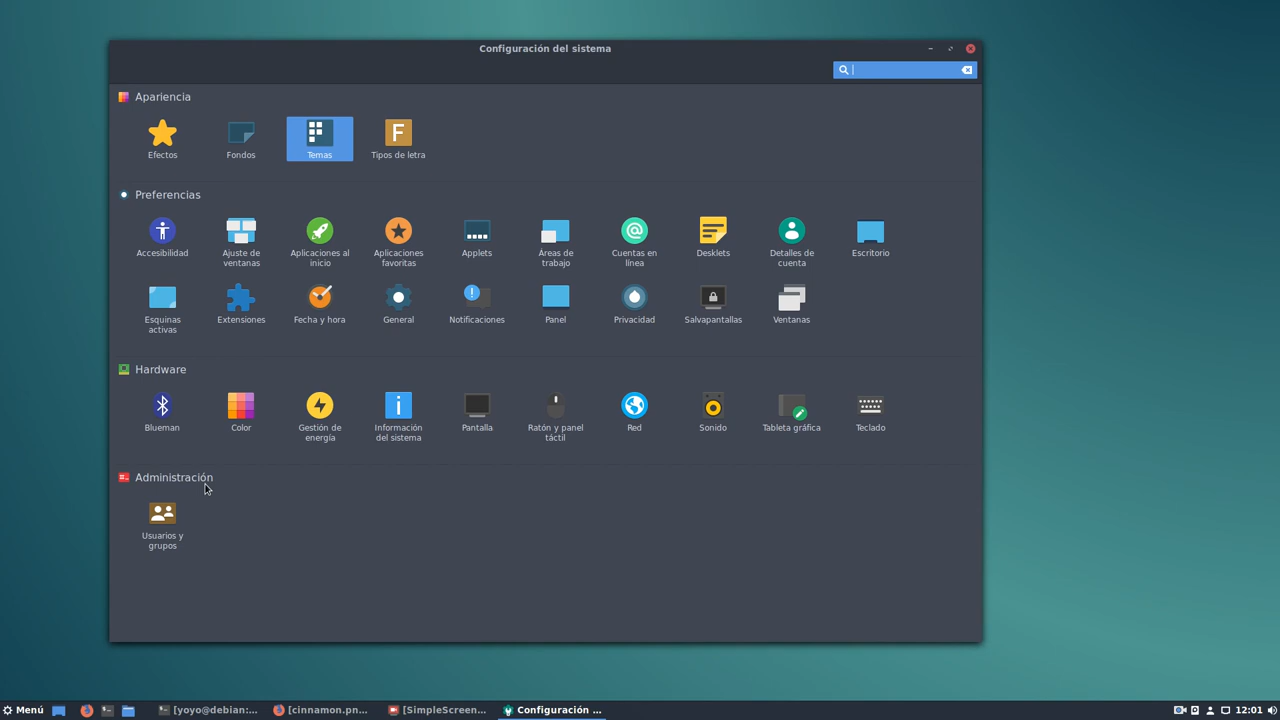 Configuración del sistema
Apariencia
Efectos
Fondos
Temas
Tipos de letra
Preferencias
Accesibilidad
Ajuste de
ventanas
Aplicaciones al
inicio
Aplicaciones
favoritas
Applets
Áreas de
trabajo
Cuentas en
línea
Desklets
Detalles de
cuenta
Escritorio
Esquinas
activas
Extensiones
Fecha y hora
General
Notificaciones
Panel
Privacidad
Salvapantallas
Ventanas
Hardware
Blueman
Color
Gestión de
energía
Información
del sistema
Pantalla
Ratón y panel
táctil
Red
Sonido
Tableta gráfica
Teclado
Administración
Usuarios y
grupos
Menú
[yoyo@debian:...
[cinnamon.pn...
[SimpleScreen...
Configuración ...
12:01